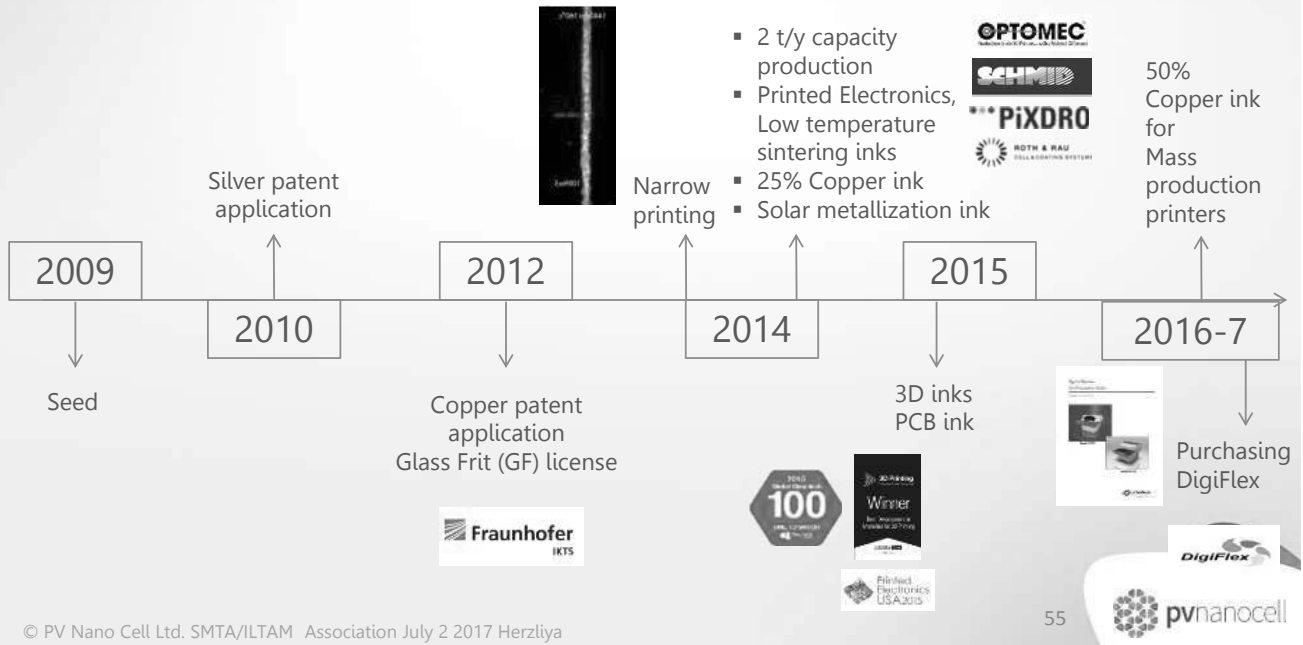 2 t/y capacity
production
Printed Electronics,
Low temperature
sintering inks
25% Copper ink
Solar metallization ink
OPTOMEC
SCHMID
PiXDRO
ROTH & RAU
50%
Copper ink
for
Mass
production
printers
Silver patent
application
Narrow
printing
2009
2012
2015
2010
2014
2016-7
Seed
Copper patent
application
Glass Frit (GF) license
Fraunhofer
IKTS
3D inks
PCB ink
100
3D Printing
Winner
Printed
Electronics
USA 2015
Purchasing
DigiFlex
DigiFlex
pvnanocell
55
© PV Nano Cell Ltd. SMTA/ILTAM Association July 2 2017 Herzliya